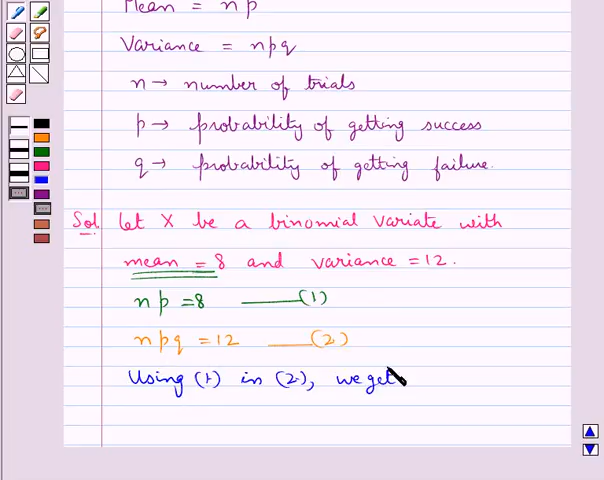 Mean = np
Variance = npq
n → number of trials
p → probability of getting success
q → probability of getting failure.
Sol let X be a binomial variate with
mean = 8 and variance = 12.
np = 8 ——(1)
npq = 12 ——(2)
Using (1) in (2), we get